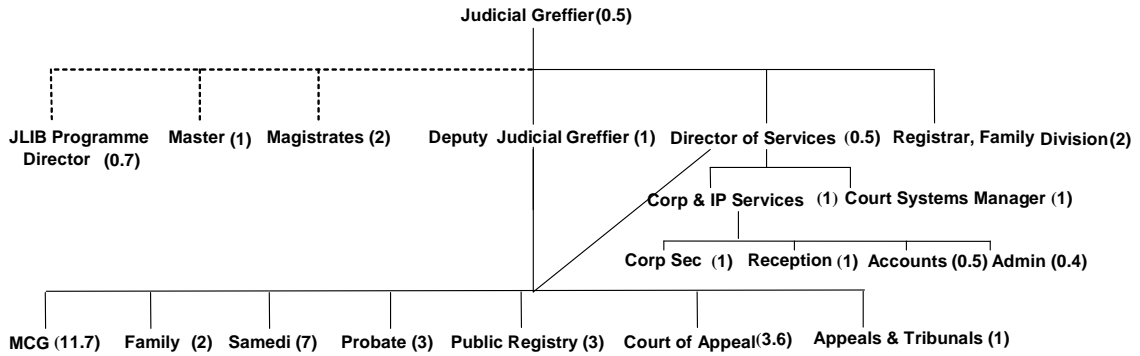 Judicial Greffier (0.5)
JLIB Programme Director (0.7)
Master (1)
Magistrates (2)
Deputy Judicial Greffier (1)
Director of Services (0.5)
Registrar, Family Division (2)
Corp & IP Services (1)
Court Systems Manager (1)
Corp Sec (1)
Reception (1)
Accounts (0.5)
Admin (0.4)
MCG (11.7)
Family (2)
Samedi (7)
Probate (3)
Public Registry (3)
Court of Appeal (3.6)
Appeals & Tribunals (1)